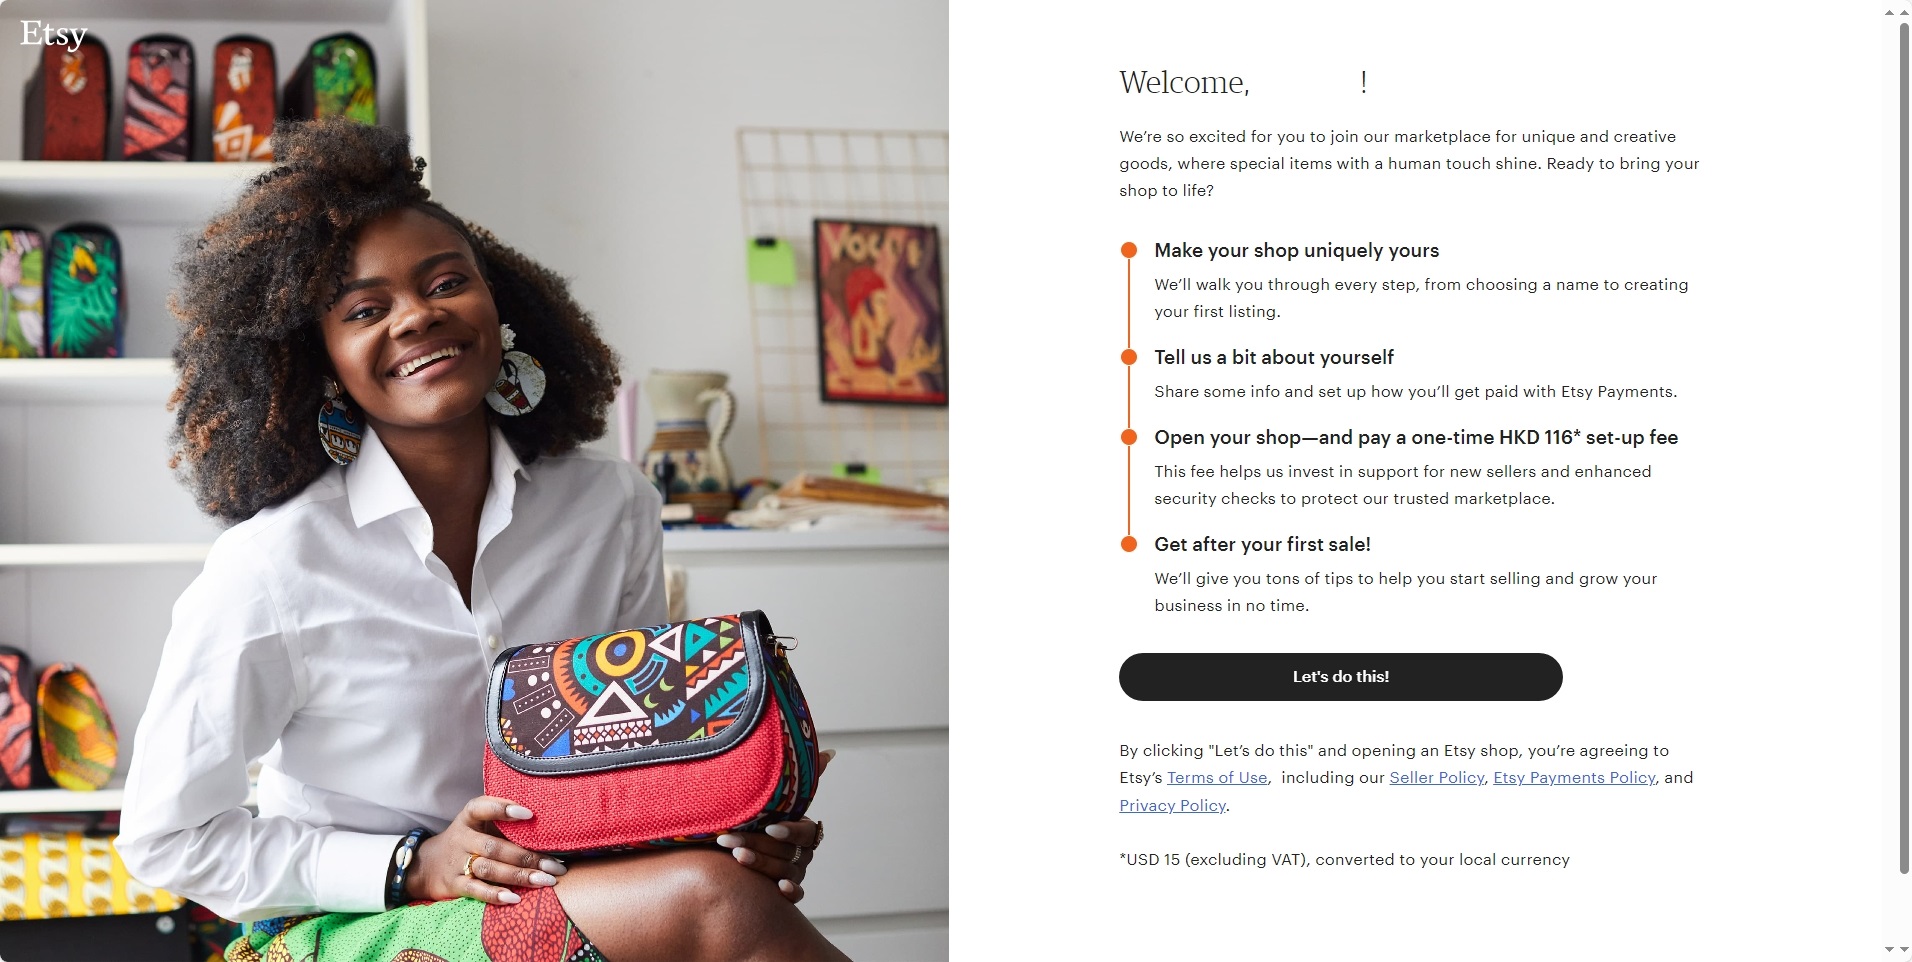 Etsy
VOGUE
Welcome, !
We’re so excited for you to join our marketplace for unique and creative
goods, where special items with a human touch shine. Ready to bring your
shop to life?
Make your shop uniquely yours
We’ll walk you through every step, from choosing a name to creating
your first listing.
Tell us a bit about yourself
Share some info and set up how you’ll get paid with Etsy Payments.
Open your shop—and pay a one-time HKD 116* set-up fee
This fee helps us invest in support for new sellers and enhanced
security checks to protect our trusted marketplace.
Get after your first sale!
We’ll give you tons of tips to help you start selling and grow your
business in no time.
Let's do this!
By clicking "Let’s do this" and opening an Etsy shop, you’re agreeing to
Etsy’s Terms of Use, including our Seller Policy, Etsy Payments Policy, and
Privacy Policy.
*USD 15 (excluding VAT), converted to your local currency